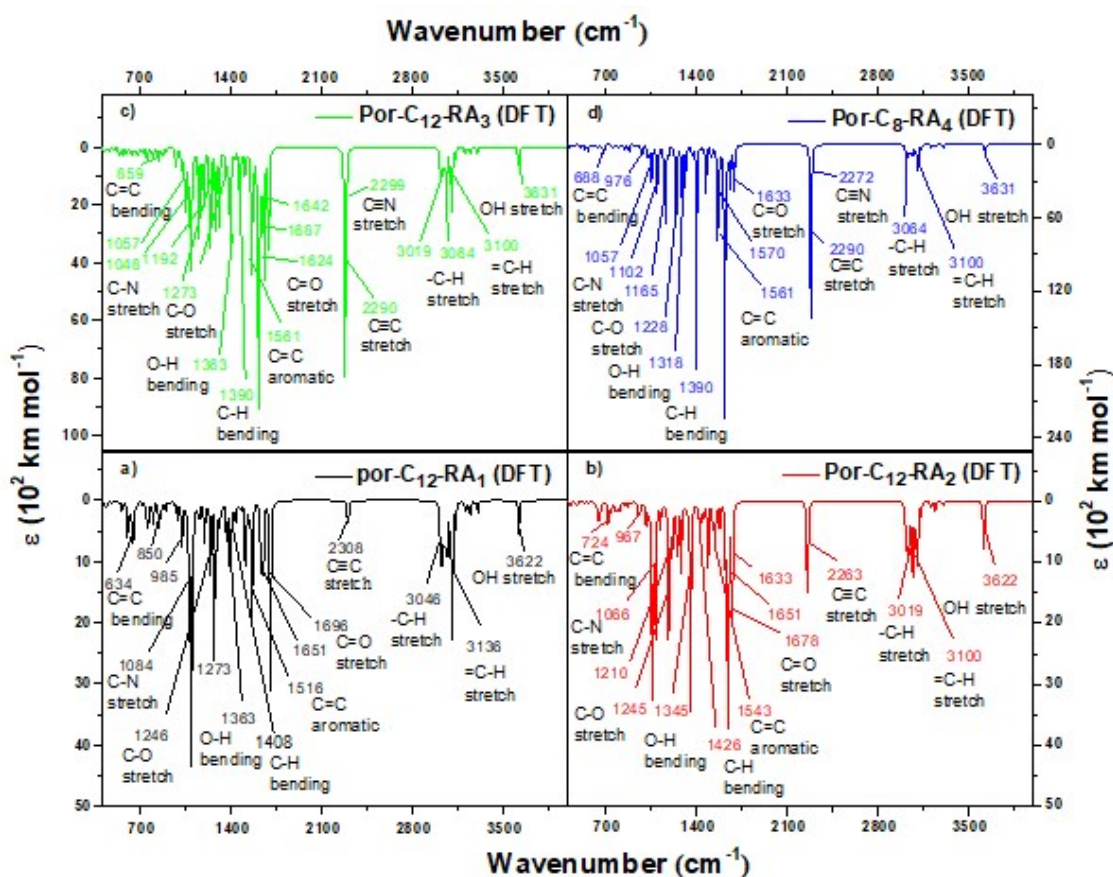 Wavenumber (cm⁻¹)
700 1400 2100 2800 3500 700 1400 2100 2800 3500
c) Por-C₁₂-RA₃ (DFT)
0
20
40
60
80
100
659
C=C
bending
1057
1048
1192
C-N
stretch
1273
C-O
stretch
O-H
bending
1363
1390
C-H
bending
1561
C=C
aromatic
1642
1687
1624
C=O
stretch
2299
C≡N
stretch
2290
C≡C
stretch
3019
3064
-C-H
stretch
3100
=C-H
stretch
OH stretch
3631
d) Por-C₈-RA₄ (DFT)
0
60
120
180
240
688
976
C=C
bending
1057
1102
1165
C-N
stretch
C-O
stretch
1228
O-H
bending
1318
1390
C-H
bending
1633
C=O
stretch
1570
1561
C=C
aromatic
2272
C≡N
stretch
2290
C≡C
stretch
3064
-C-H
stretch
3100
=C-H
stretch
OH stretch
3631
ε (10² km mol⁻¹)
ε (10² km mol⁻¹)
a) por-C₁₂-RA₁ (DFT)
0
10
20
30
40
50
634
850
985
C=C
bending
1084
C-N
stretch
1246
C-O
stretch
1273
O-H
bending
1363
1408
C-H
bending
1516
C=C
aromatic
1696
1651
C=O
stretch
2308
C≡C
stretch
3046
-C-H
stretch
3136
=C-H
stretch
OH stretch
3622
b) Por-C₁₂-RA₂ (DFT)
0
10
20
30
40
50
724
967
C=C
bending
1066
C-N
stretch
1210
1245
C-O
stretch
1345
O-H
bending
1426
C-H
bending
1543
C=C
aromatic
1633
1651
1678
C=O
stretch
2263
C≡C
stretch
3019
-C-H
stretch
3100
=C-H
stretch
OH stretch
3622
700 1400 2100 2800 3500 700 1400 2100 2800 3500
Wavenumber (cm⁻¹)